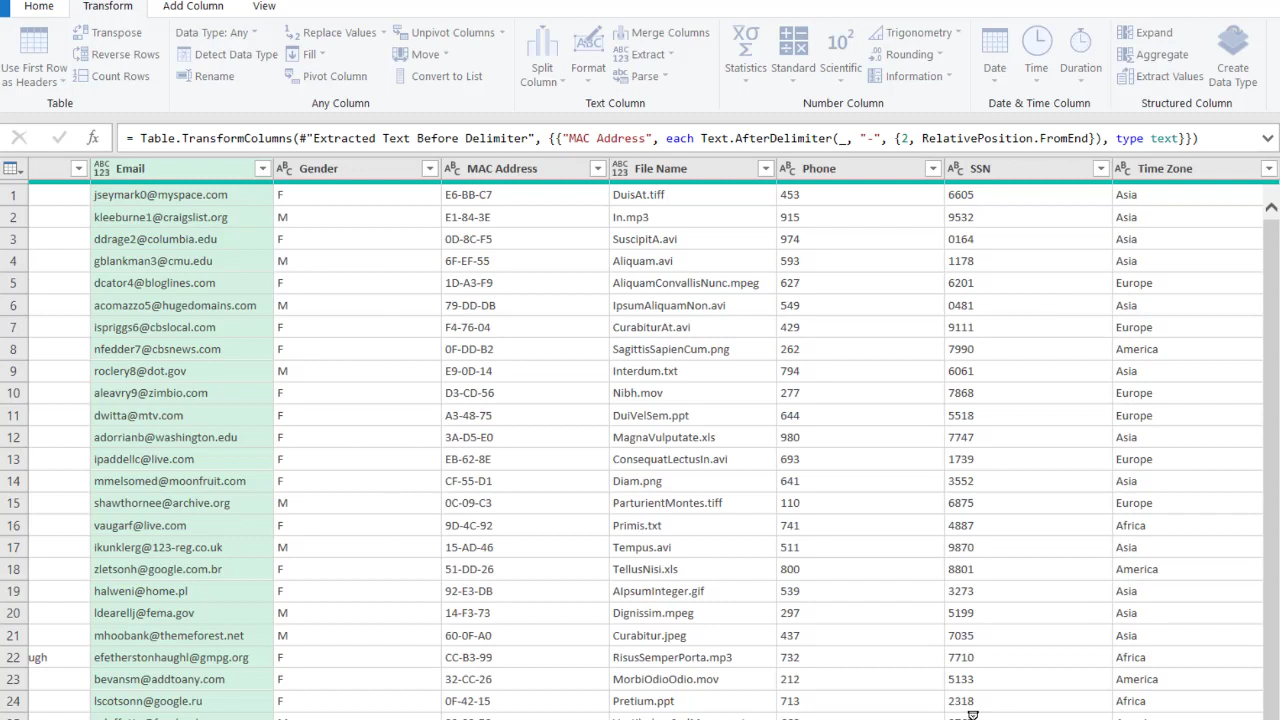 Home Transform Add Column View
Transpose Data Type: Any Replace Values Unpivot Columns Merge Columns Trigonometry Expand
Reverse Rows Detect Data Type Fill Move Extract Rounding Aggregate
Use First Row as Headers Count Rows Rename Pivot Column Convert to List Split Column Format Parse Statistics Standard Scientific Information Date Time Duration Extract Values Create Data Type
Table Any Column Text Column Number Column Date & Time Column Structured Column
fx = Table.TransformColumns(#"Extracted Text Before Delimiter", {{"MAC Address", each Text.AfterDelimiter(_, "-", {2, RelativePosition.FromEnd}), type text}})
ABC 123 Email ABC Gender ABC MAC Address ABC 123 File Name ABC Phone ABC SSN ABC Time Zone
1 jseymark0@myspace.com F E6-BB-C7 DuisAt.tiff 453 6605 Asia
2 kleeburne1@craigslist.org M E1-84-3E In.mp3 915 9532 Asia
3 ddrage2@columbia.edu F 0D-8C-F5 SuscipitA.avi 974 0164 Asia
4 gblankman3@cmu.edu M 6F-EF-55 Aliquam.avi 593 1178 Asia
5 dcator4@bloglines.com F 1D-A3-F9 AliquamConvallisNunc.mpeg 627 6201 Europe
6 acomazzo5@hugedomains.com M 79-DD-DB IpsumAliquamNon.avi 549 0481 Asia
7 ispriggs6@cbslocal.com F F4-76-04 CurabiturAt.avi 429 9111 Europe
8 nfedder7@cbsnews.com F 0F-DD-B2 SagittisSapienCum.png 262 7990 America
9 roclery8@dot.gov M E9-0D-14 Interdum.txt 794 6061 Asia
10 aleavry9@zimbio.com F D3-CD-56 Nibh.mov 277 7868 Europe
11 dwitta@mtv.com F A3-48-75 DuiVelSem.ppt 644 5518 Europe
12 adorrianb@washington.edu F 3A-D5-E0 MagnaVulputate.xls 980 7747 Asia
13 ipaddellc@live.com F EB-62-8E ConsequatLectusIn.avi 693 1739 Europe
14 mmelsomed@moonfruit.com F CF-55-D1 Diam.png 641 3552 Asia
15 shawthornee@archive.org M 0C-09-C3 ParturientMontes.tiff 110 6875 Europe
16 vaugarf@live.com F 9D-4C-92 Primis.txt 741 4887 Africa
17 ikunklerg@123-reg.co.uk M 15-AD-46 Tempus.avi 511 9870 Asia
18 zletsonh@google.com.br F 51-DD-26 TellusNisi.xls 800 8801 America
19 halweni@home.pl F 92-E3-DB AIpsumInteger.gif 539 3273 Asia
20 ldearellj@fema.gov M 14-F3-73 Dignissim.mpeg 297 5199 Asia
21 mhoobank@themeforest.net M 60-0F-A0 Curabitur.jpeg 437 7035 Asia
22 ugh efetherstonhaughl@gmpg.org F CC-B3-99 RisusSemperPorta.mp3 732 7710 Africa
23 bevansm@addtoany.com F 32-CC-26 MorbiOdioOdio.mov 212 5133 America
24 lscotsonn@google.ru F 0F-42-15 Pretium.ppt 713 2318 Africa